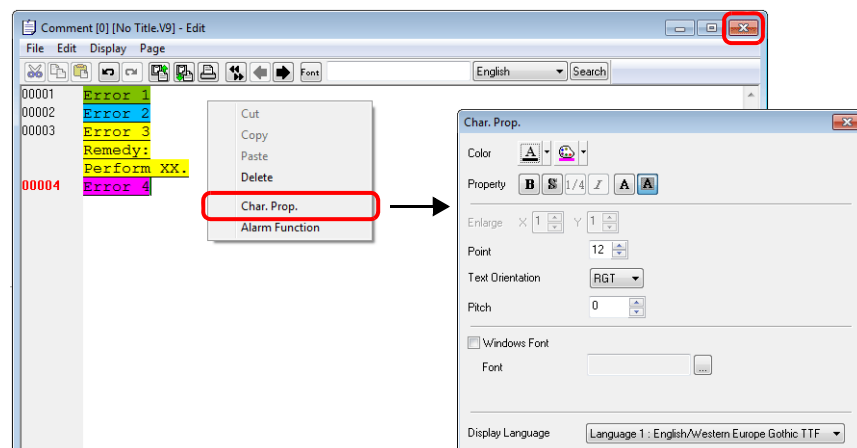 Comment [0] [No Title.V9] - Edit
File Edit Display Page
Font English Search
00001 Error 1
00002 Error 2
00003 Error 3
Remedy:
Perform XX.
00004 Error 4
Cut
Copy
Paste
Delete
Char. Prop.
Alarm Function
Char. Prop.
Color A
Property B S 1/4 I A A
Enlarge X 1 Y 1
Point 12
Text Orientation RGT
Pitch 0
Windows Font
Font ...
Display Language Language 1 : English/Western Europe Gothic TTF